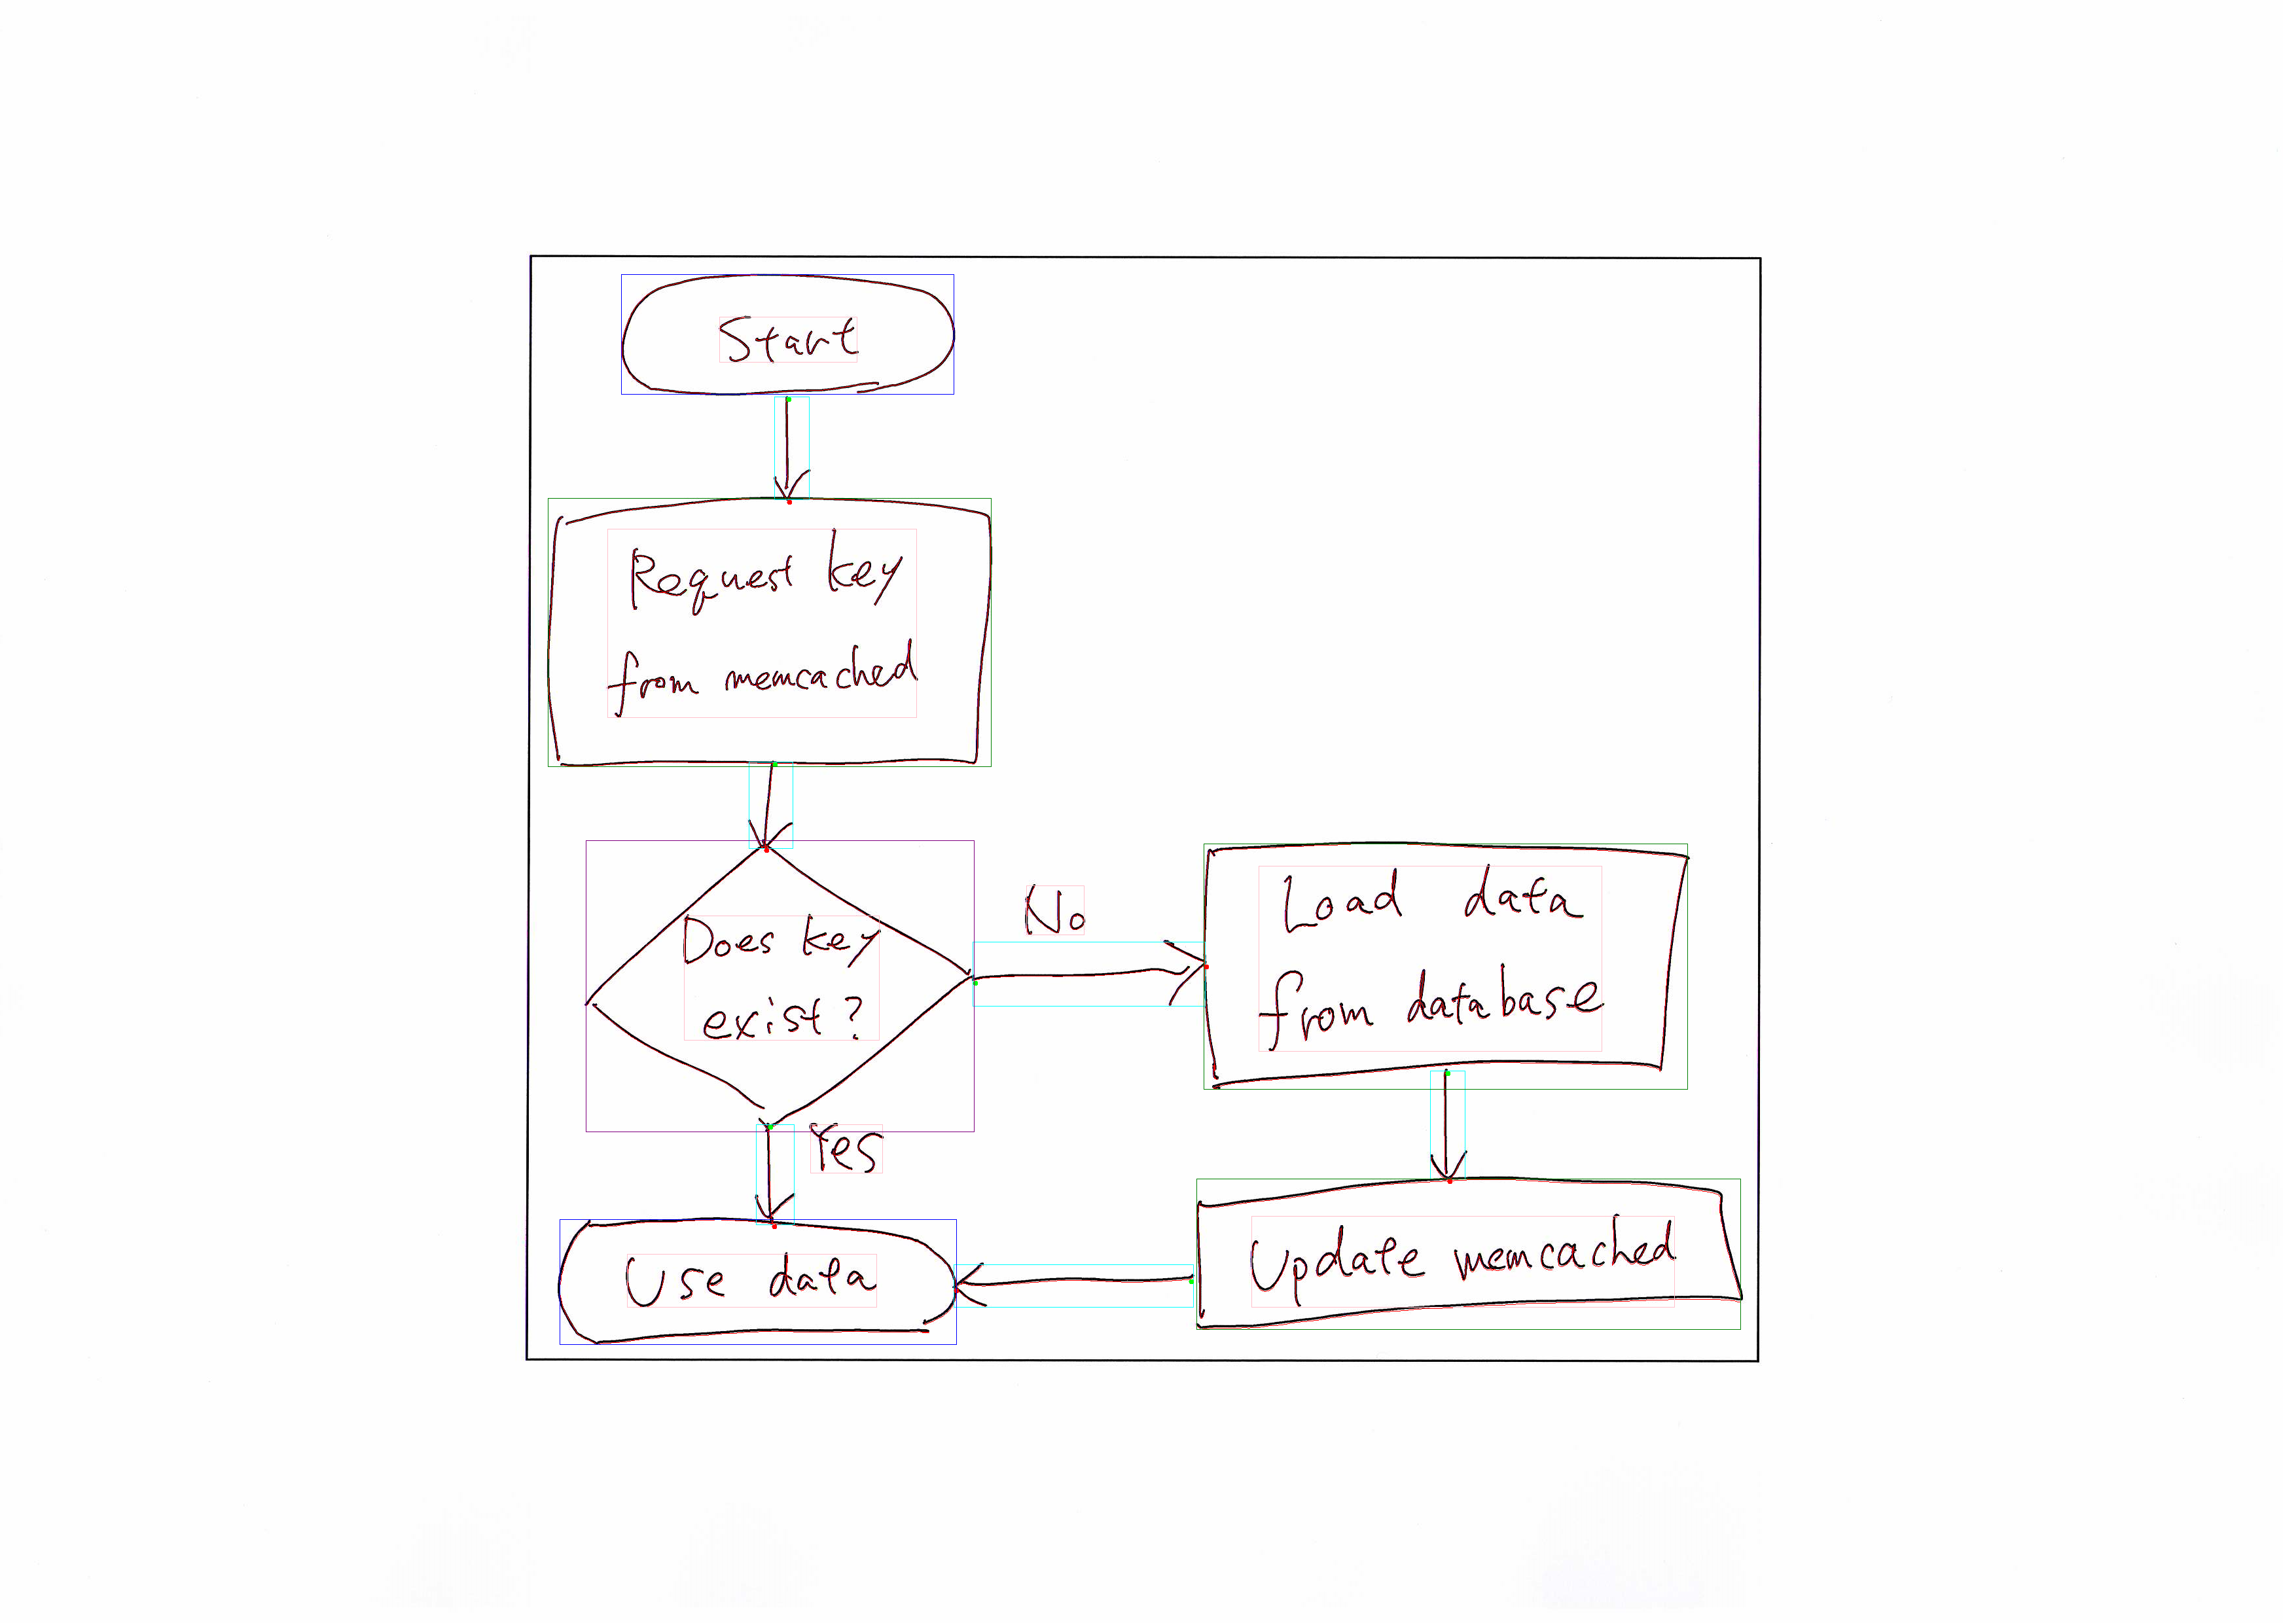 Start
Request key
from memcached
Does key
exist?
No
Load data
from database
Yes
Use data
Update memcached